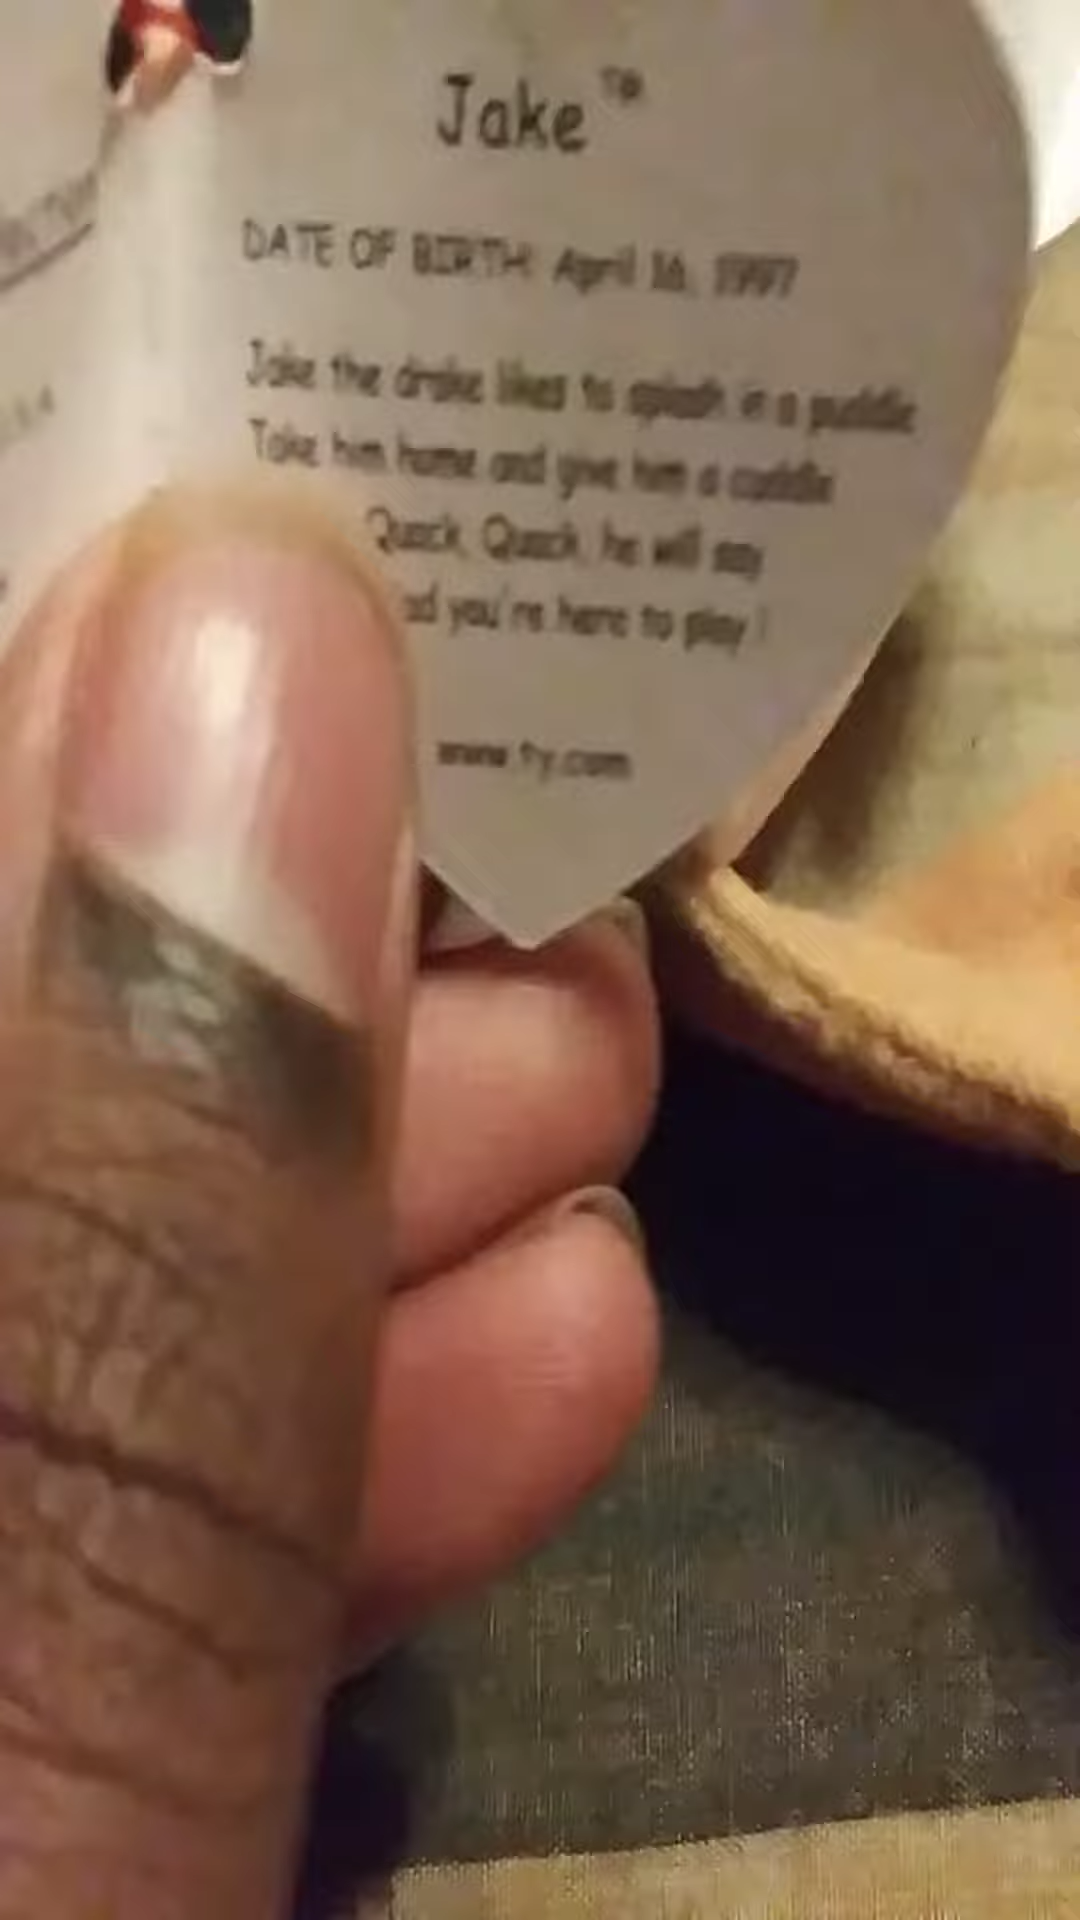 Jake™
DATE OF BIRTH: April 16, 1997
Jake the drake likes to splash in a puddle
Take him home and give him a cuddle
Quack, Quack, he will say
ad you're here to play !
www.ty.com